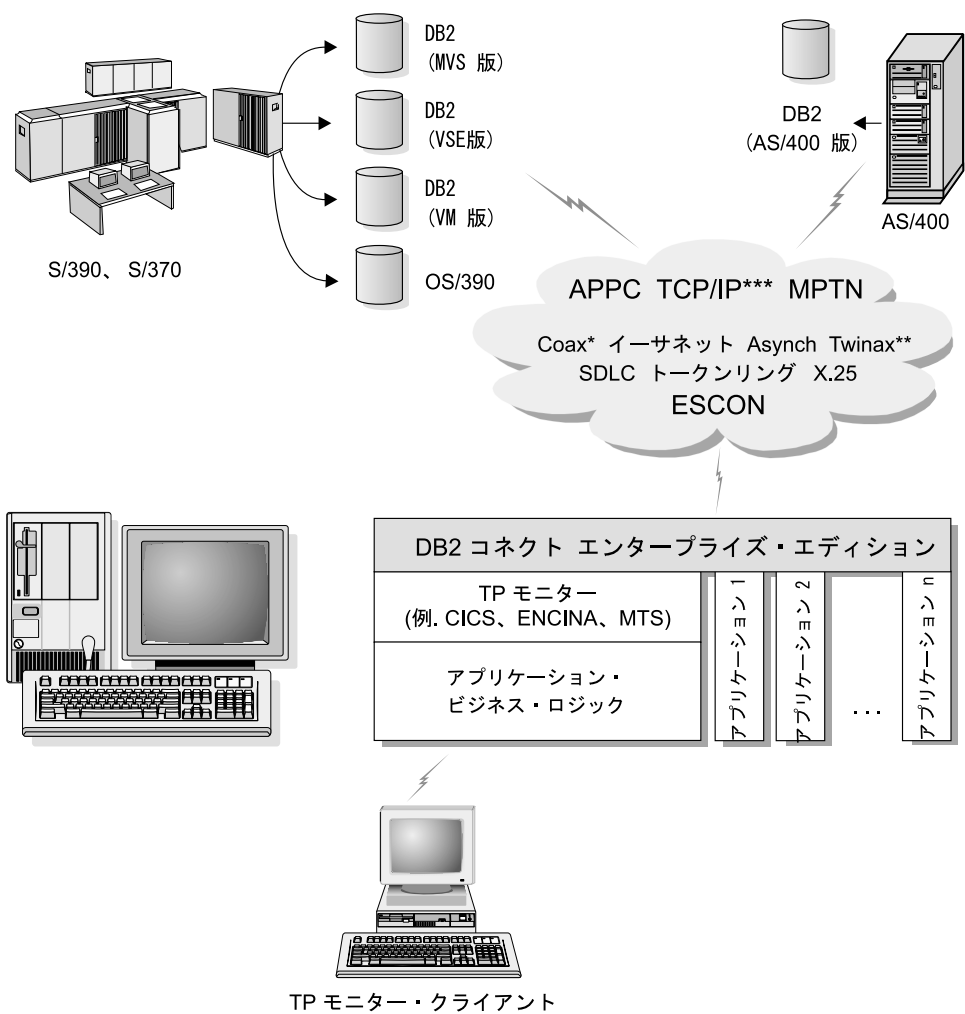 DB2
(MVS 版)
DB2
(VSE版)
DB2
(VM 版)
OS/390
S/390、S/370
DB2
(AS/400 版)
AS/400
APPC TCP/IP*** MPTN
Coax* イーサネット Asynch Twinax**
SDLC トークンリング X.25
ESCON
DB2 コネクト エンタープライズ・エディション
TP モニター
(例. CICS、ENCINA、MTS)
アプリケーション・
ビジネス・ロジック
アプリケーション 1
アプリケーション 2
...
アプリケーション n
TP モニター・クライアント